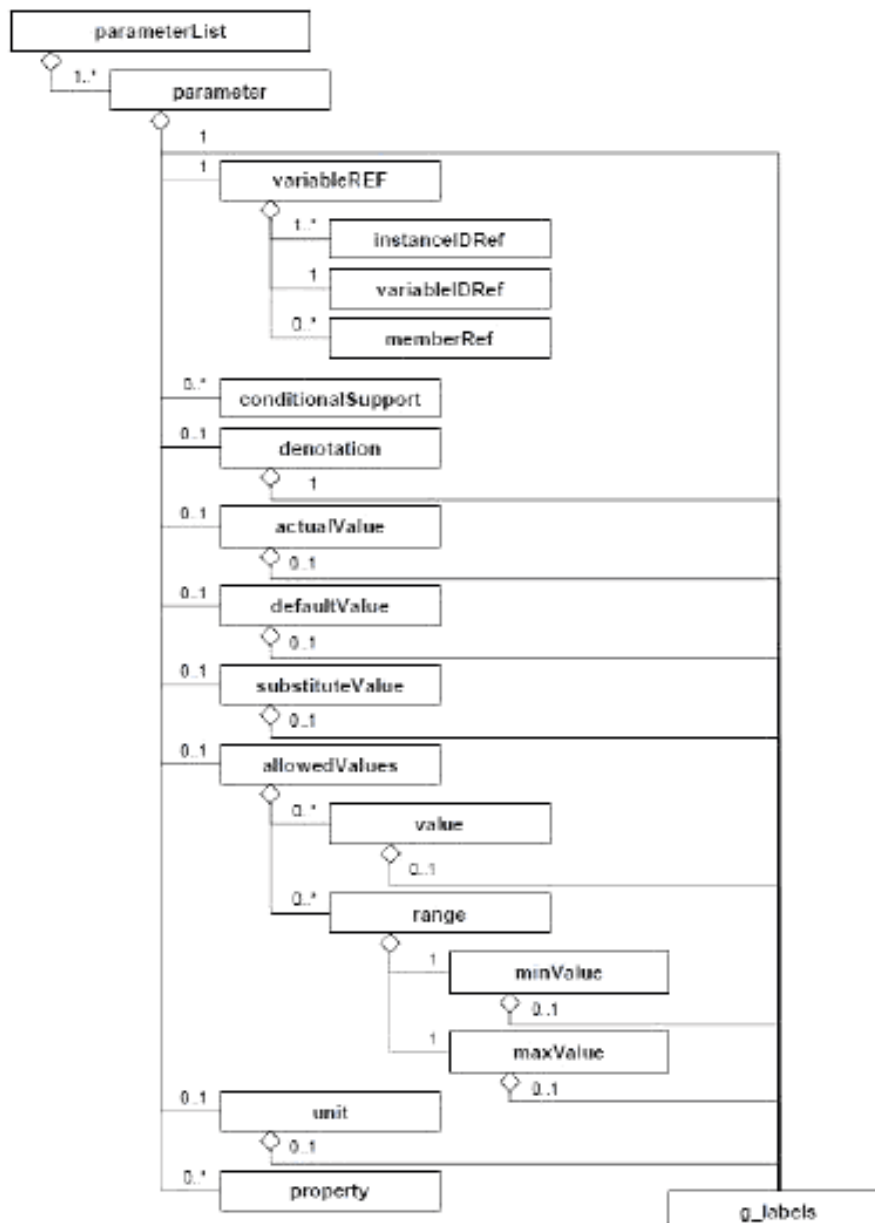 parameterList
1..*
parameter
1
1
variableREF
1..*
instanceIDRef
1
variableIDRef
0..*
memberRef
0..*
conditionalSupport
0..1
denotation
1
0..1
actualValue
0..1
0..1
defaultValue
0..1
0..1
substituteValue
0..1
0..1
allowedValues
0..*
value
0..1
0..*
range
1
minValue
0..1
1
maxValue
0..1
0..1
unit
0..1
0..*
property
g_labels